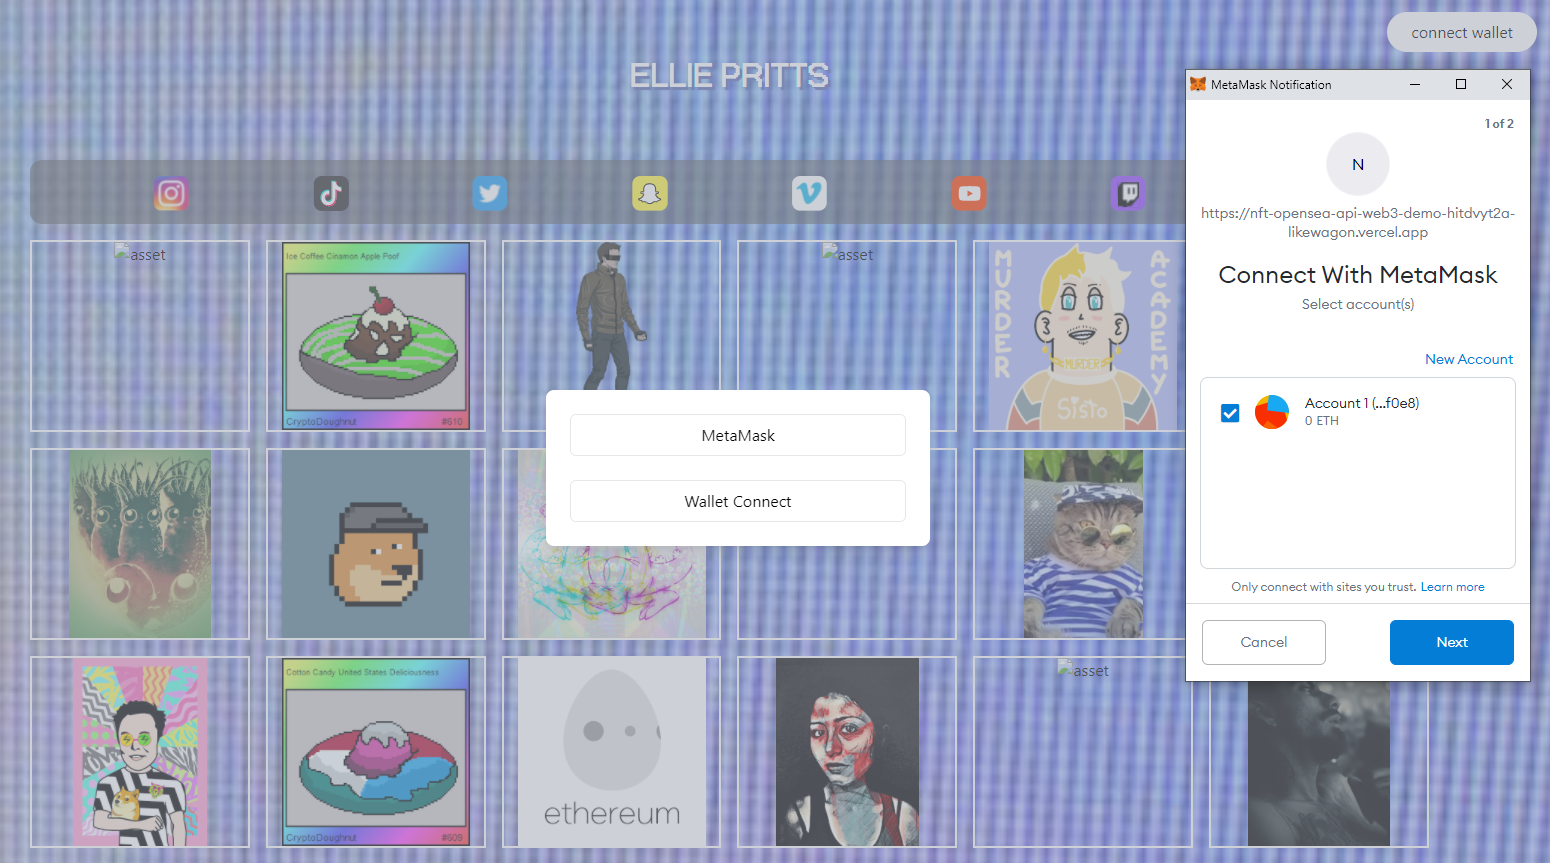 connect wallet
ELLIE PRITTS
MetaMask Notification
1 of 2
N
https://nft-opensea-api-web3-demo-hitdvyt2a-
likewagon.vercel.app
Connect With MetaMask
Select account(s)
New Account
Account 1 (...f0e8)
0 ETH
Only connect with sites you trust. Learn more
Cancel
Next
asset
Ice Coffee Cinamon Apple Poof
CryptoDoughnut #610
asset
MURDER
ACADEMY
MURDER
Sisto
MetaMask
Wallet Connect
Cotton Candy United States Deliciousness
CryptoDoughnut #609
ethereum
asset